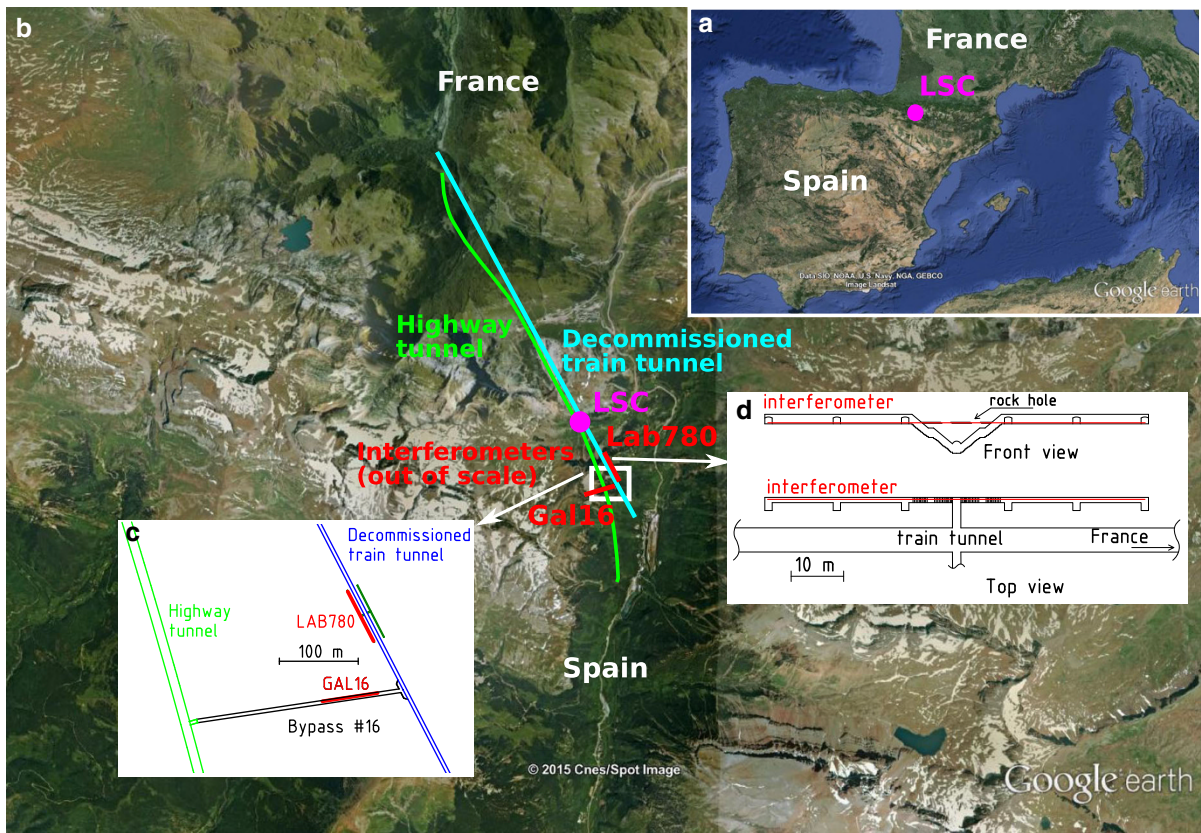 b
France
Highway
tunnel
Decommissioned
train tunnel
LSC
Lab780
Interferometers
(out of scale)
Gal16
Spain
© 2015 Cnes/Spot Image
Google earth
a
France
LSC
Spain
Data SIO, NOAA, U.S. Navy, NGA, GEBCO
Image Landsat
Google earth
c
Decommissioned
train tunnel
Highway
tunnel
LAB780
100 m
GAL16
Bypass #16
d
interferometer
rock hole
Front view
interferometer
train tunnel
France
10 m
Top view